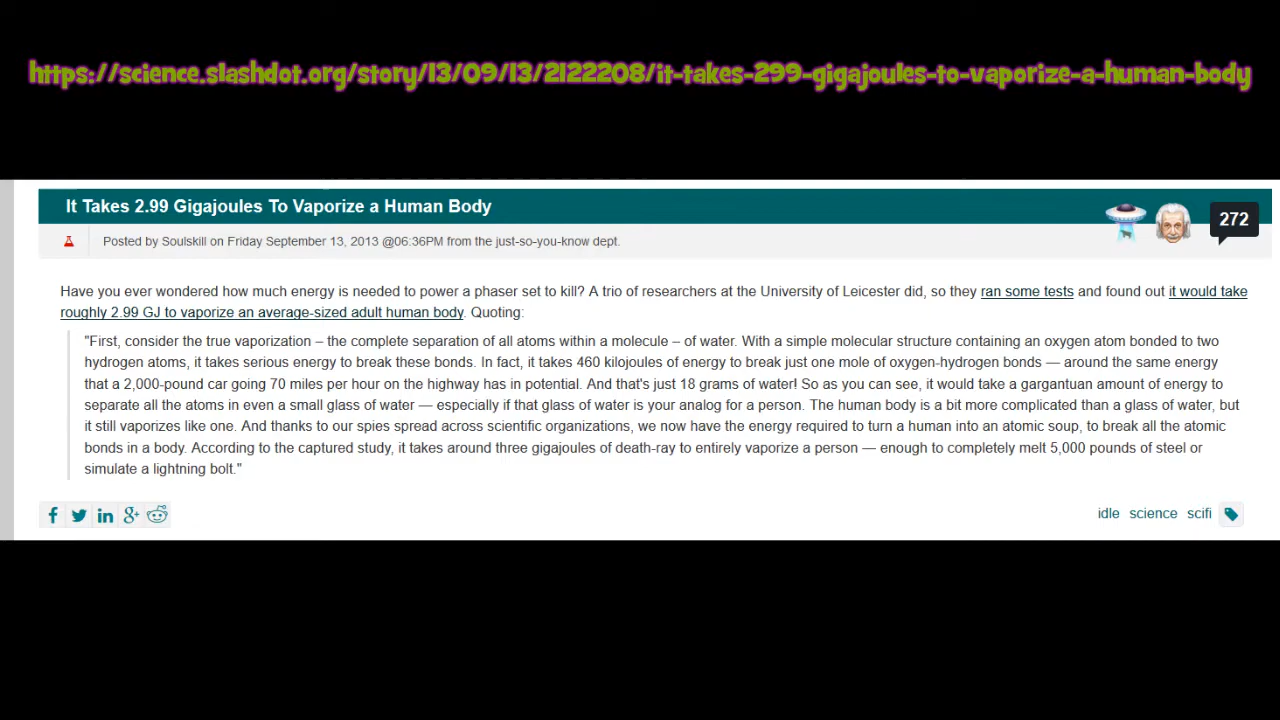 https://science.slashdot.org/story/13/09/13/2122208/it-takes-299-gigajoules-to-vaporize-a-human-body
It Takes 2.99 Gigajoules To Vaporize a Human Body
272
Posted by Soulskill on Friday September 13, 2013 @06:36PM from the just-so-you-know dept.
Have you ever wondered how much energy is needed to power a phaser set to kill? A trio of researchers at the University of Leicester did, so they ran some tests and found out it would take
roughly 2.99 GJ to vaporize an average-sized adult human body. Quoting:
"First, consider the true vaporization – the complete separation of all atoms within a molecule – of water. With a simple molecular structure containing an oxygen atom bonded to two
hydrogen atoms, it takes serious energy to break these bonds. In fact, it takes 460 kilojoules of energy to break just one mole of oxygen-hydrogen bonds — around the same energy
that a 2,000-pound car going 70 miles per hour on the highway has in potential. And that's just 18 grams of water! So as you can see, it would take a gargantuan amount of energy to
separate all the atoms in even a small glass of water — especially if that glass of water is your analog for a person. The human body is a bit more complicated than a glass of water, but
it still vaporizes like one. And thanks to our spies spread across scientific organizations, we now have the energy required to turn a human into an atomic soup, to break all the atomic
bonds in a body. According to the captured study, it takes around three gigajoules of death-ray to entirely vaporize a person — enough to completely melt 5,000 pounds of steel or
simulate a lightning bolt."
idle science scifi